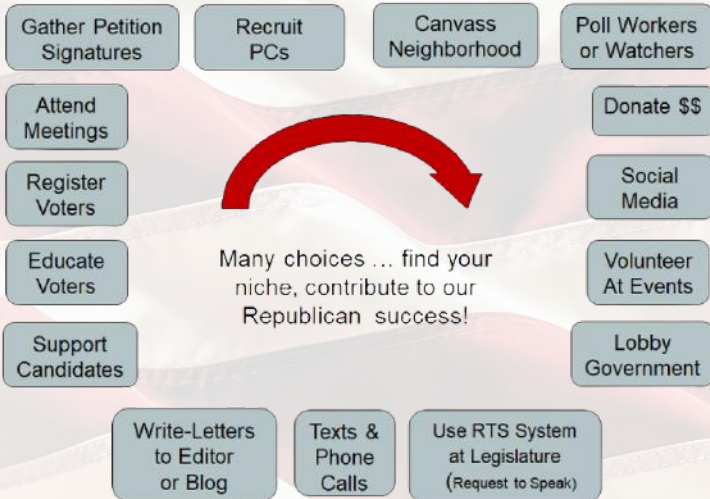 Gather Petition
Signatures
Recruit
PCs
Canvass
Neighborhood
Poll Workers
or Watchers
Attend
Meetings
Donate $$
Register
Voters
Social
Media
Many choices ... find your
niche, contribute to our
Republican success!
Educate
Voters
Volunteer
At Events
Support
Candidates
Lobby
Government
Write-Letters
to Editor
or Blog
Texts &
Phone
Calls
Use RTS System
at Legislature
(Request to Speak)